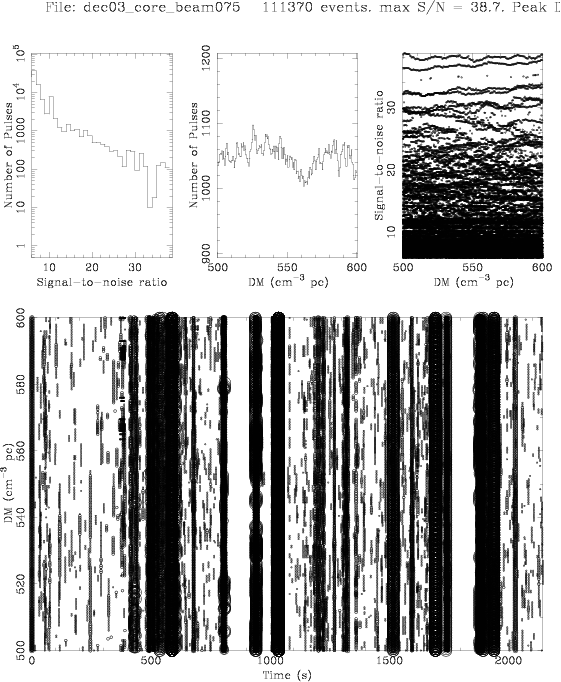 File: dec03_core_beam075 111370 events. max S/N = 38.7. Peak
Number of Pulses
1 10 100 1000 10^4 10^5
10 20 30
Signal-to-noise ratio
Number of Pulses
900 1000 1100 1200
500 550 600
DM (cm^-3 pc)
Signal-to-noise ratio
10 20 30
500 550 600
DM (cm^-3 pc)
DM (cm^-3 pc)
500 520 540 560 580 600
0 500 1000 1500 2000
Time (s)